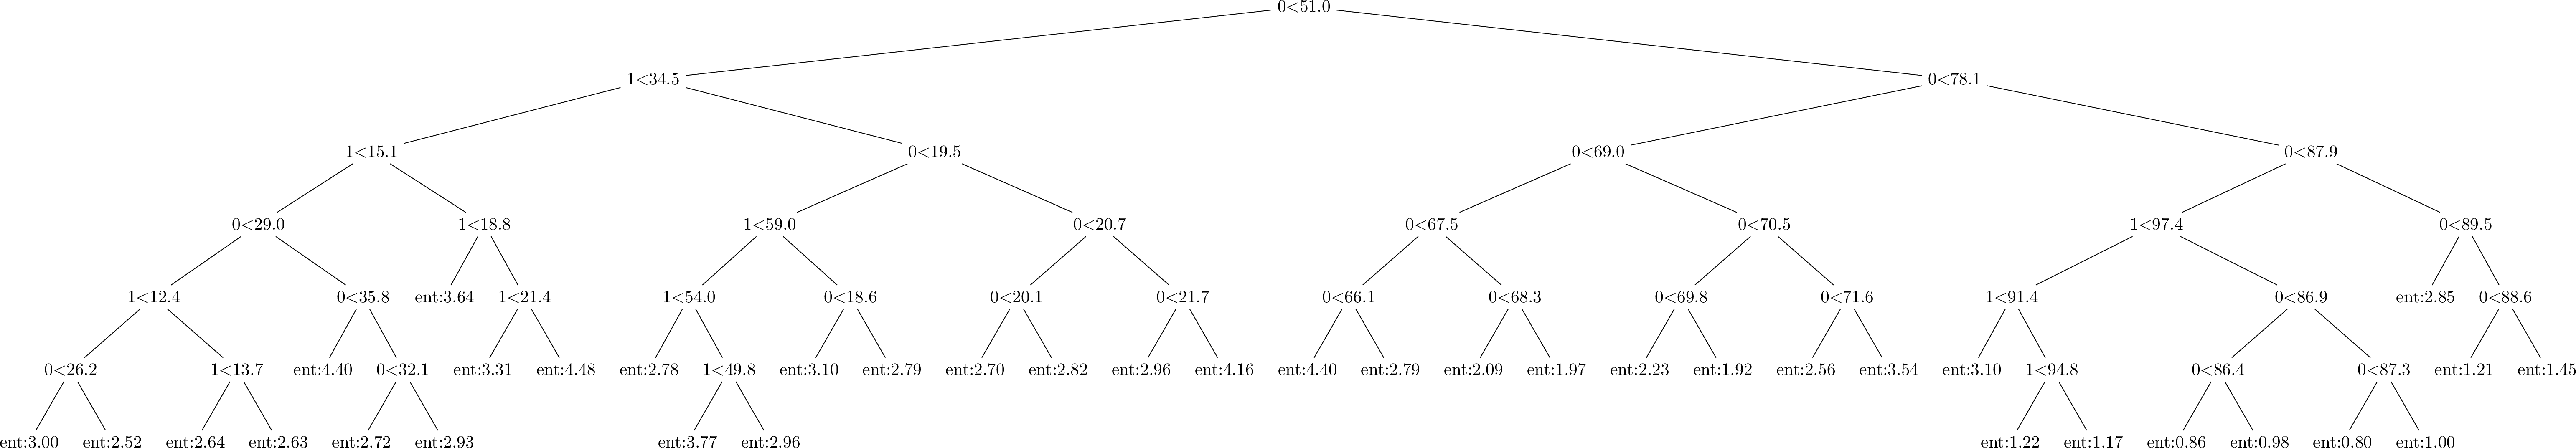 0<51.0
1<34.5 0<78.1
1<15.1 0<19.5 0<69.0 0<87.9
0<29.0 1<18.8 1<59.0 0<20.7 0<67.5 0<70.5 1<97.4 0<89.5
1<12.4 0<35.8 ent:3.64 1<21.4 1<54.0 0<18.6 0<20.1 0<21.7 0<66.1 0<68.3 0<69.8 0<71.6 1<91.4 0<86.9 ent:2.85 0<88.6
0<26.2 1<13.7 ent:4.40 0<32.1 ent:3.31 ent:4.48 ent:2.78 1<49.8 ent:3.10 ent:2.79 ent:2.70 ent:2.82 ent:2.96 ent:4.16 ent:4.40 ent:2.79 ent:2.09 ent:1.97 ent:2.23 ent:1.92 ent:2.56 ent:3.54 ent:3.10 1<94.8 0<86.4 0<87.3 ent:1.21 ent:1.45
ent:3.00 ent:2.52 ent:2.64 ent:2.63 ent:2.72 ent:2.93 ent:3.77 ent:2.96 ent:1.22 ent:1.17 ent:0.86 ent:0.98 ent:0.80 ent:1.00